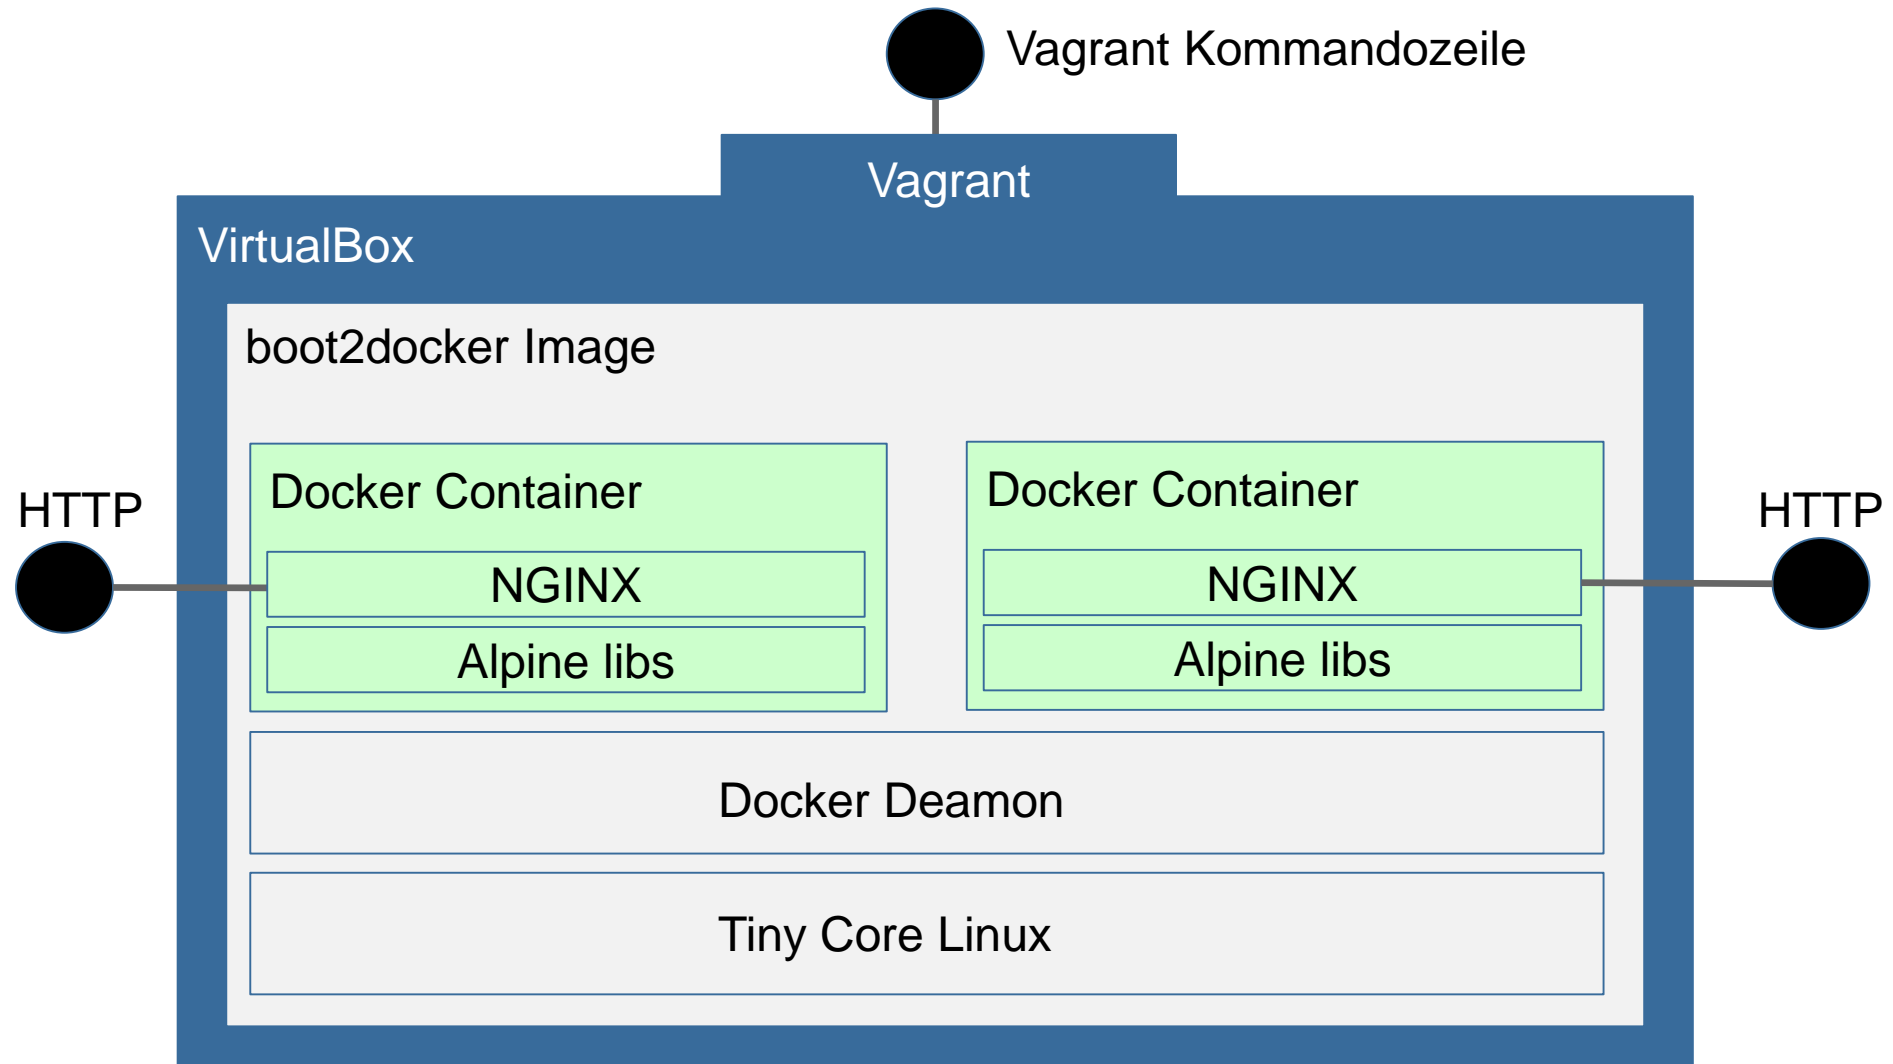 Vagrant Kommandozeile
Vagrant
VirtualBox
boot2docker Image
Docker Container
Docker Container
HTTP
HTTP
NGINX
NGINX
Alpine libs
Alpine libs
Docker Deamon
Tiny Core Linux